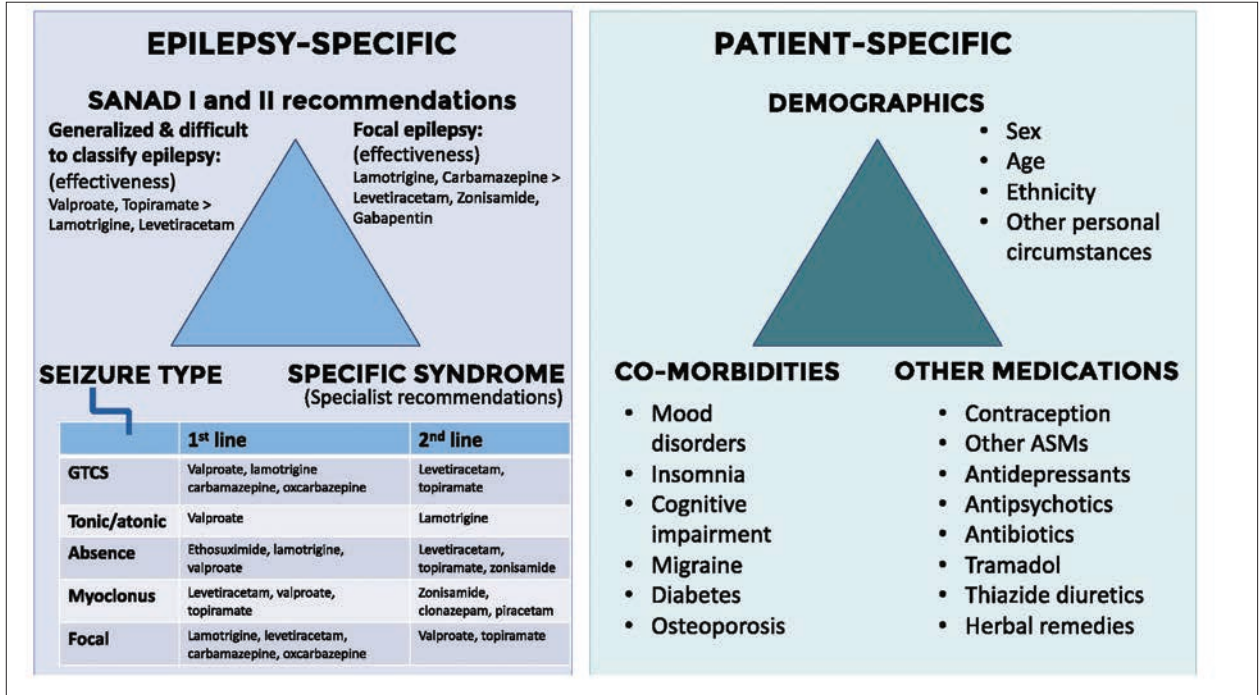 EPILEPSY-SPECIFIC
SANAD I and II recommendations
Generalized & difficult
to classify epilepsy:
(effectiveness)
Valproate, Topiramate >
Lamotrigine, Levetiracetam
Focal epilepsy:
(effectiveness)
Lamotrigine, Carbamazepine >
Levetiracetam, Zonisamide,
Gabapentin
SEIZURE TYPE
SPECIFIC SYNDROME
(Specialist recommendations)
1st line
2nd line
GTCS
Valproate, lamotrigine
carbamazepine, oxcarbazepine
Levetiracetam,
topiramate
Tonic/atonic
Valproate
Lamotrigine
Absence
Ethosuximide, lamotrigine,
valproate
Levetiracetam,
topiramate, zonisamide
Myoclonus
Levetiracetam, valproate,
topiramate
Zonisamide,
clonazepam, piracetam
Focal
Lamotrigine, levetiracetam,
carbamazepine, oxcarbazepine
Valproate, topiramate
PATIENT-SPECIFIC
DEMOGRAPHICS
• Sex
• Age
• Ethnicity
• Other personal
circumstances
CO-MORBIDITIES
• Mood
disorders
• Insomnia
• Cognitive
impairment
• Migraine
• Diabetes
• Osteoporosis
OTHER MEDICATIONS
• Contraception
• Other ASMs
• Antidepressants
• Antipsychotics
• Antibiotics
• Tramadol
• Thiazide diuretics
• Herbal remedies